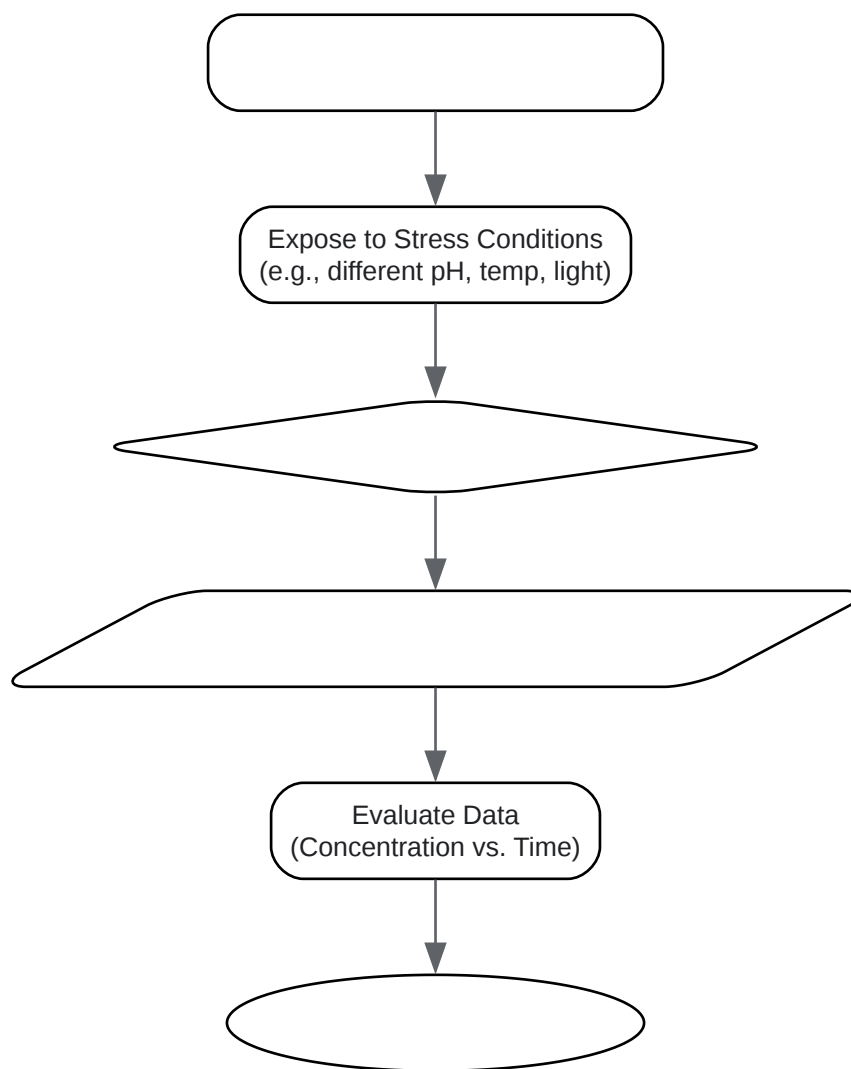 Expose to Stress Conditions
(e.g., different pH, temp, light)
Evaluate Data
(Concentration vs. Time)